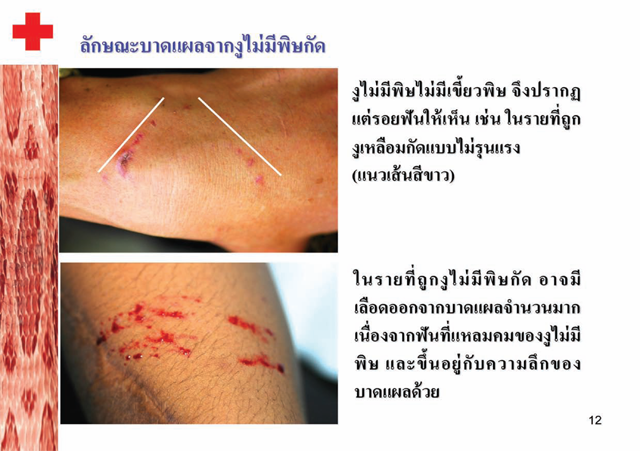 ลักษณะบาดแผลจากงูไม่มีพิษกัด
งูไม่มีพิษไม่มีเขี้ยวพิษ จึงปรากฏ
แต่รอยฟันให้เห็น เช่น ในรายที่ถูก
งูเหลือมกัดแบบไม่รุนแรง
(แนวเส้นสีขาว)
ในรายที่ถูกงูไม่มีพิษกัด อาจมี
เลือดออกจากบาดแผลจำนวนมาก
เนื่องจากฟันที่แหลมคมของงูไม่มี
พิษ และขึ้นอยู่กับความลึกของ
บาดแผลด้วย
12